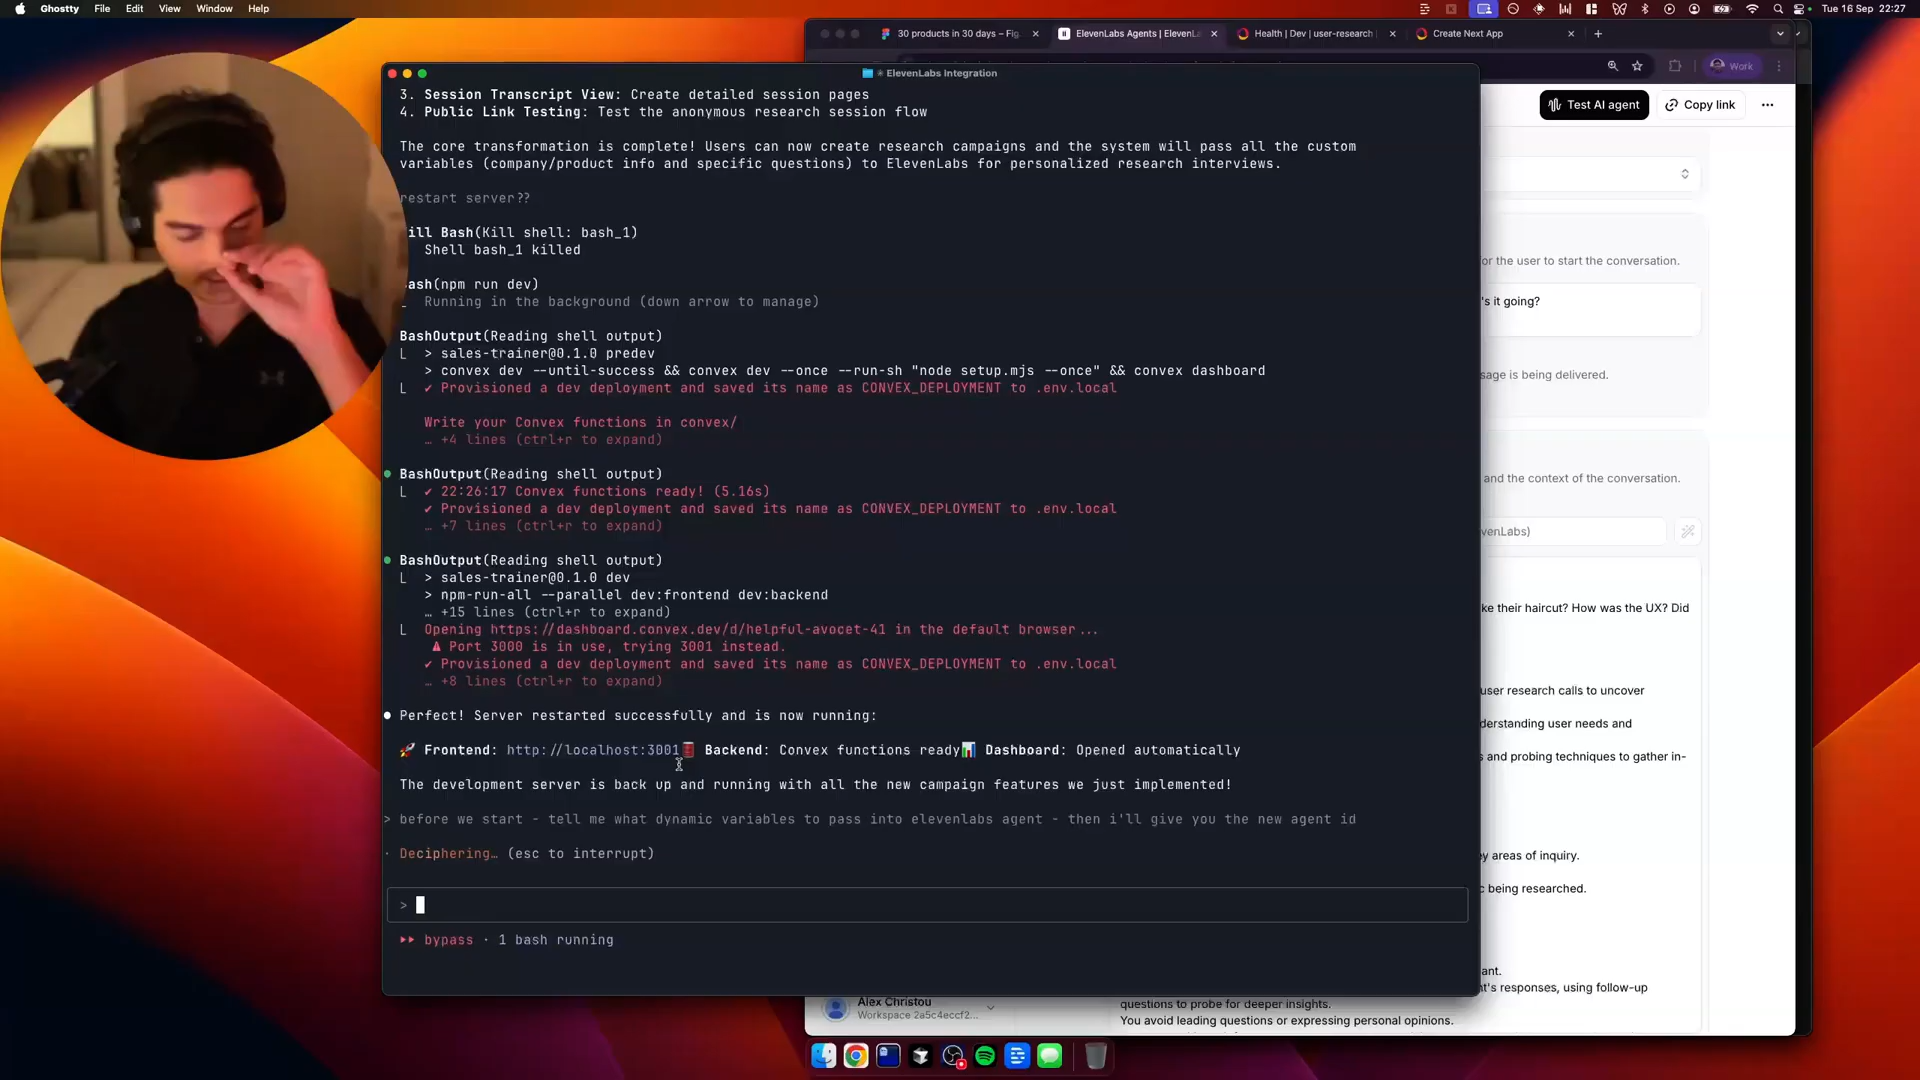 Ghostty File Edit View Window Help
Tue 16 Sep 22:27
30 products in 30 days – Fig
ElevenLabs Agents | ElevenLa
Health | Dev | user-research
Create Next App
Work
ElevenLabs Integration
Test AI agent
Copy link
3. Session Transcript View: Create detailed session pages
4. Public Link Testing: Test the anonymous research session flow
The core transformation is complete! Users can now create research campaigns and the system will pass all the custom
variables (company/product info and specific questions) to ElevenLabs for personalized research interviews.
restart server??
ill Bash(Kill shell: bash_1)
Shell bash_1 killed
ash(npm run dev)
Running in the background (down arrow to manage)
BashOutput(Reading shell output)
> sales-trainer@0.1.0 predev
> convex dev --until-success && convex dev --once --run-sh "node setup.mjs --once" && convex dashboard
✔ Provisioned a dev deployment and saved its name as CONVEX_DEPLOYMENT to .env.local
Write your Convex functions in convex/
… +4 lines (ctrl+r to expand)
BashOutput(Reading shell output)
✔ 22:26:17 Convex functions ready! (5.16s)
✔ Provisioned a dev deployment and saved its name as CONVEX_DEPLOYMENT to .env.local
… +7 lines (ctrl+r to expand)
BashOutput(Reading shell output)
> sales-trainer@0.1.0 dev
> npm-run-all --parallel dev:frontend dev:backend
… +15 lines (ctrl+r to expand)
Opening https://dashboard.convex.dev/d/helpful-avocet-41 in the default browser...
⚠ Port 3000 is in use, trying 3001 instead.
✔ Provisioned a dev deployment and saved its name as CONVEX_DEPLOYMENT to .env.local
… +8 lines (ctrl+r to expand)
Perfect! Server restarted successfully and is now running:
🚀 Frontend: http://localhost:3001 Backend: Convex functions ready📊 Dashboard: Opened automatically
The development server is back up and running with all the new campaign features we just implemented!
> before we start - tell me what dynamic variables to pass into elevenlabs agent - then i'll give you the new agent id
· Deciphering… (esc to interrupt)
>
bypass · 1 bash running
for the user to start the conversation.
's it going?
sage is being delivered.
and the context of the conversation.
venLabs)
ke their haircut? How was the UX? Did
user research calls to uncover
derstanding user needs and
s and probing techniques to gather in-
ey areas of inquiry.
c being researched.
ant.
nt's responses, using follow-up
questions to probe for deeper insights.
You avoid leading questions or expressing personal opinions.
Alex Christou
Workspace 2a5c4eccf2...